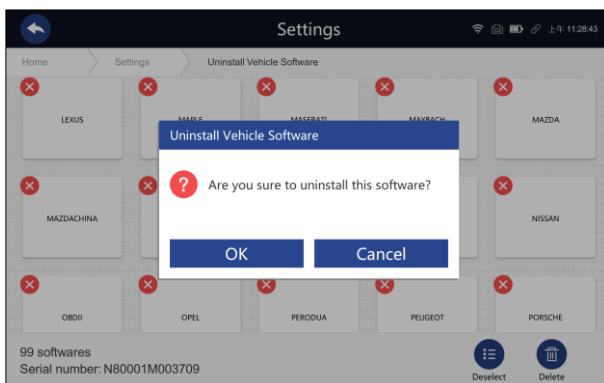 Settings
上午 11:28:43
Home
Settings
Uninstall Vehicle Software
LEXUS
MAPLE
MASERATI
MAYBACH
MAZDA
Uninstall Vehicle Software
? Are you sure to uninstall this software?
OK
Cancel
MAZDACHINA
NISSAN
OBDII
OPEL
PERODUA
PEUGEOT
PORSCHE
99 softwares
Serial number: N80001M003709
Deselect
Delete